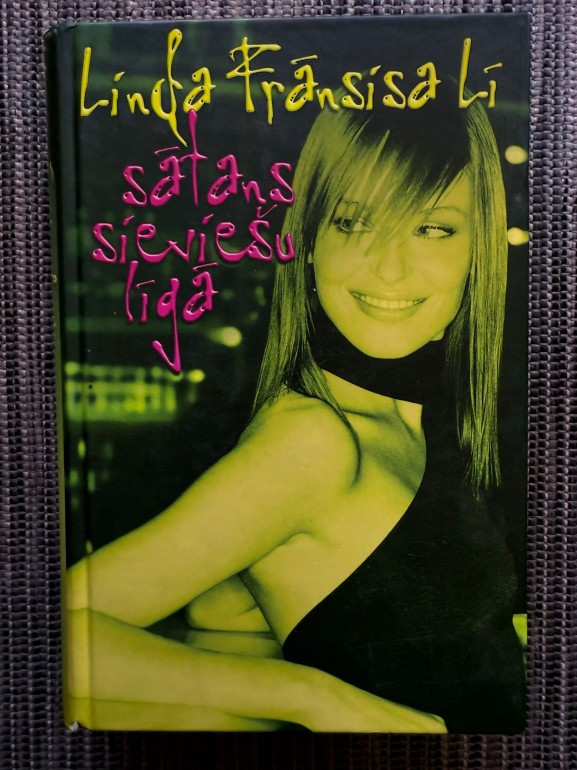 Linda Frānsisa Lī
sātans
sieviešu
līgā